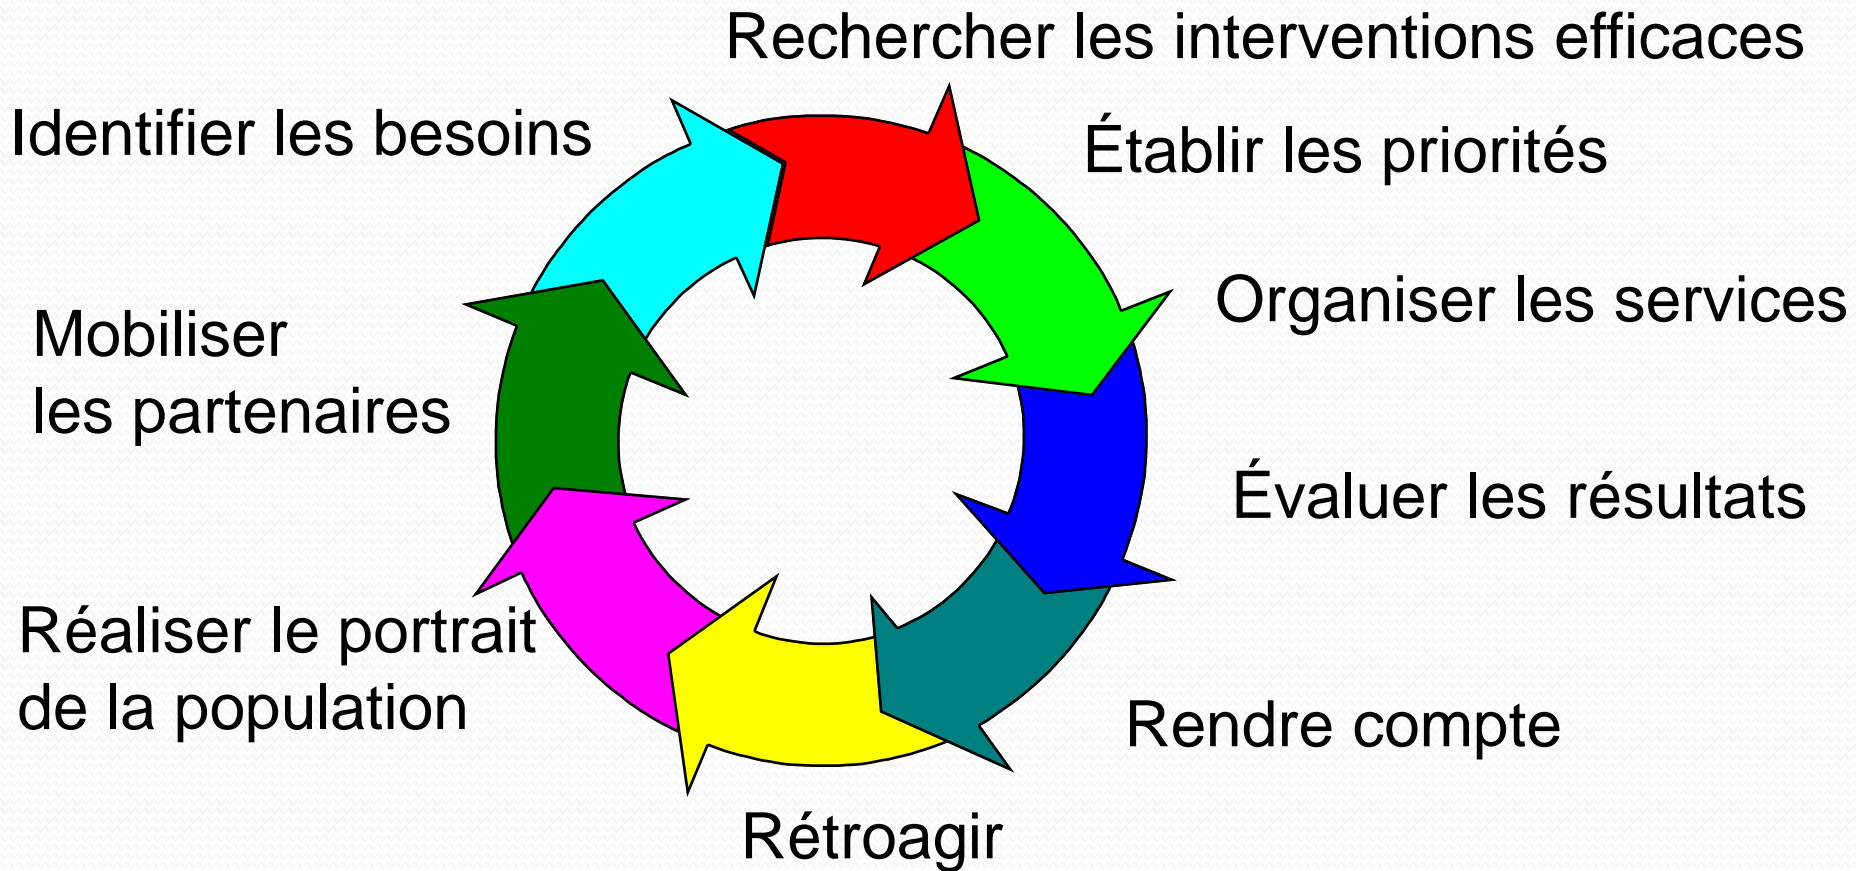 Rechercher les interventions efficaces
Identifier les besoins
Établir les priorités
Organiser les services
Mobiliser
les partenaires
Évaluer les résultats
Réaliser le portrait
de la population
Rendre compte
Rétroagir